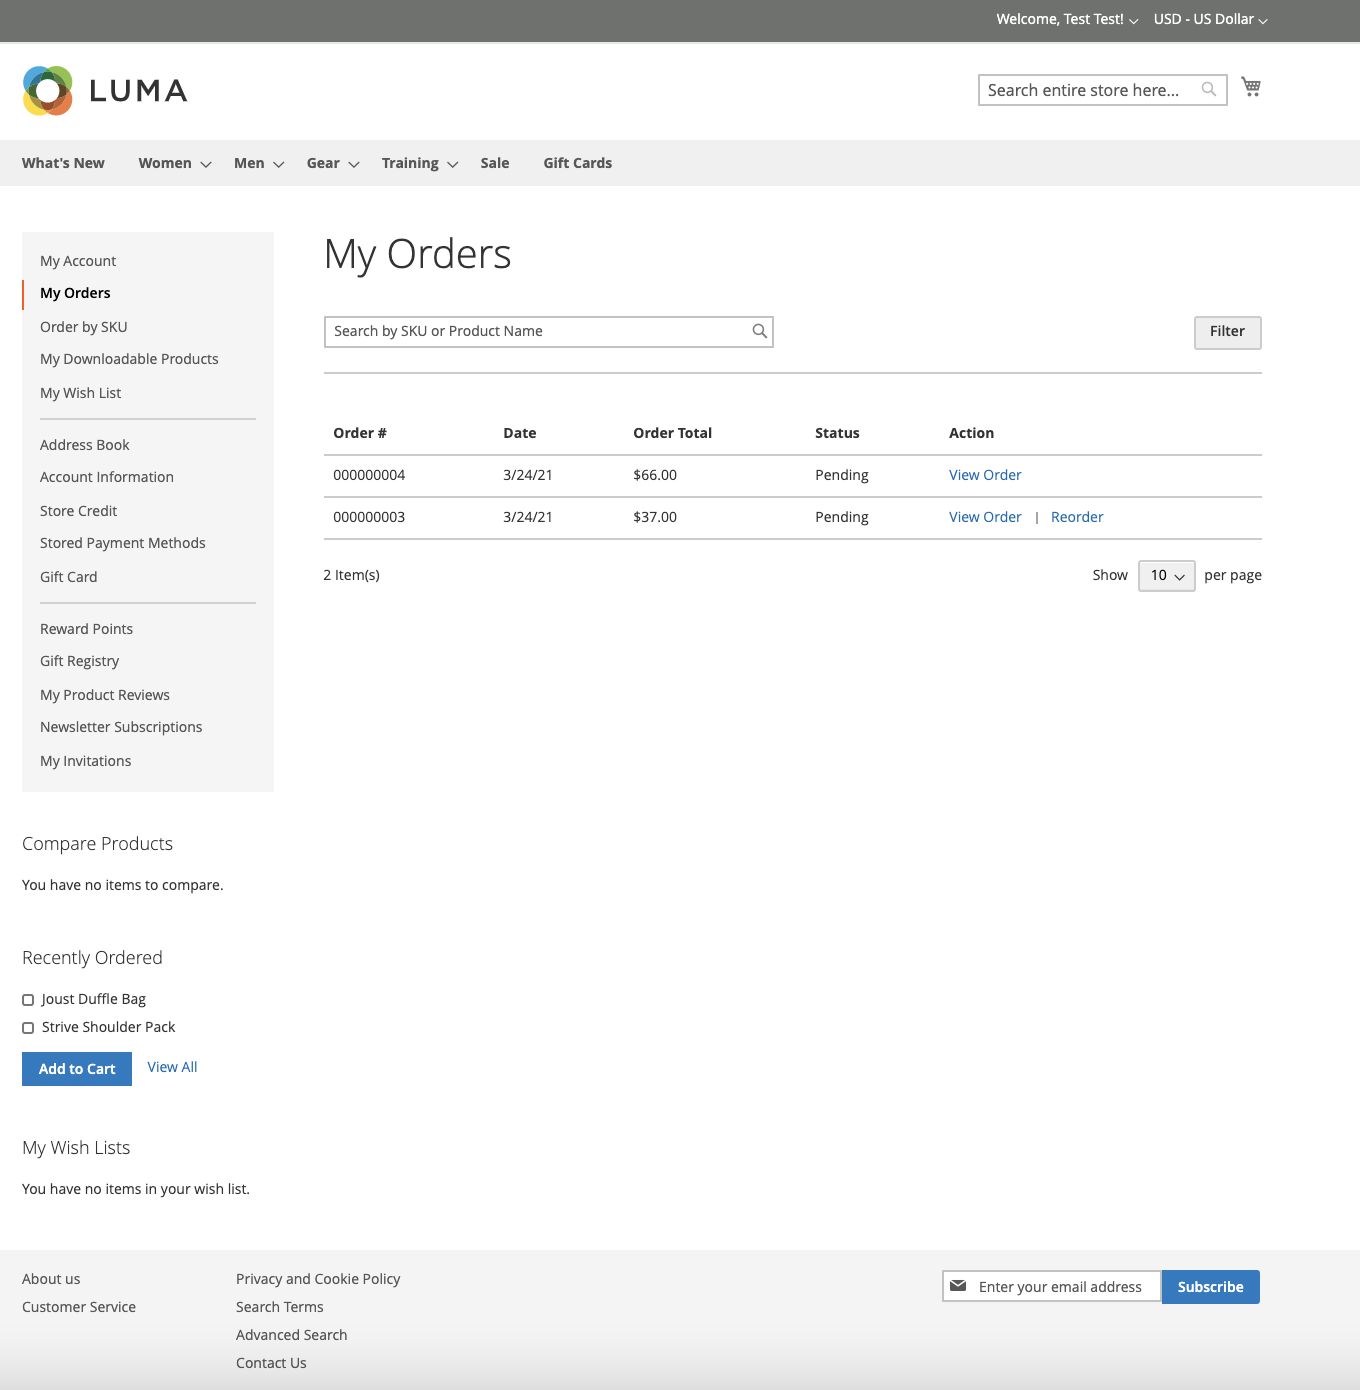 Welcome, Test Test! USD - US Dollar
LUMA
Search entire store here...
What's New Women Men Gear Training Sale Gift Cards
My Account
My Orders
Order by SKU
My Downloadable Products
My Wish List
Address Book
Account Information
Store Credit
Stored Payment Methods
Gift Card
Reward Points
Gift Registry
My Product Reviews
Newsletter Subscriptions
My Invitations
My Orders
Search by SKU or Product Name
Filter
Order # Date Order Total Status Action
000000004 3/24/21 $66.00 Pending View Order
000000003 3/24/21 $37.00 Pending View Order | Reorder
2 Item(s) Show 10 per page
Compare Products
You have no items to compare.
Recently Ordered
Joust Duffle Bag
Strive Shoulder Pack
Add to Cart View All
My Wish Lists
You have no items in your wish list.
About us
Customer Service
Privacy and Cookie Policy
Search Terms
Advanced Search
Contact Us
Enter your email address Subscribe